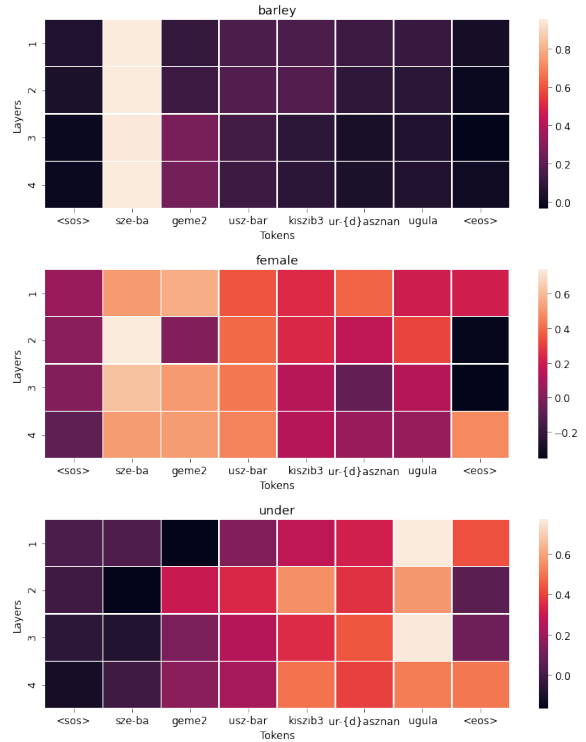 barley
1
2
3
4
Layers
<sos> sze-ba geme2 usz-bar kiszib3 ur-{d}asznan ugula <eos>
Tokens
0.8
0.6
0.4
0.2
0.0
female
1
2
3
4
Layers
<sos> sze-ba geme2 usz-bar kiszib3 ur-{d}asznan ugula <eos>
Tokens
0.6
0.4
0.2
0.0
−0.2
under
1
2
3
4
Layers
<sos> sze-ba geme2 usz-bar kiszib3 ur-{d}asznan ugula <eos>
Tokens
0.6
0.4
0.2
0.0